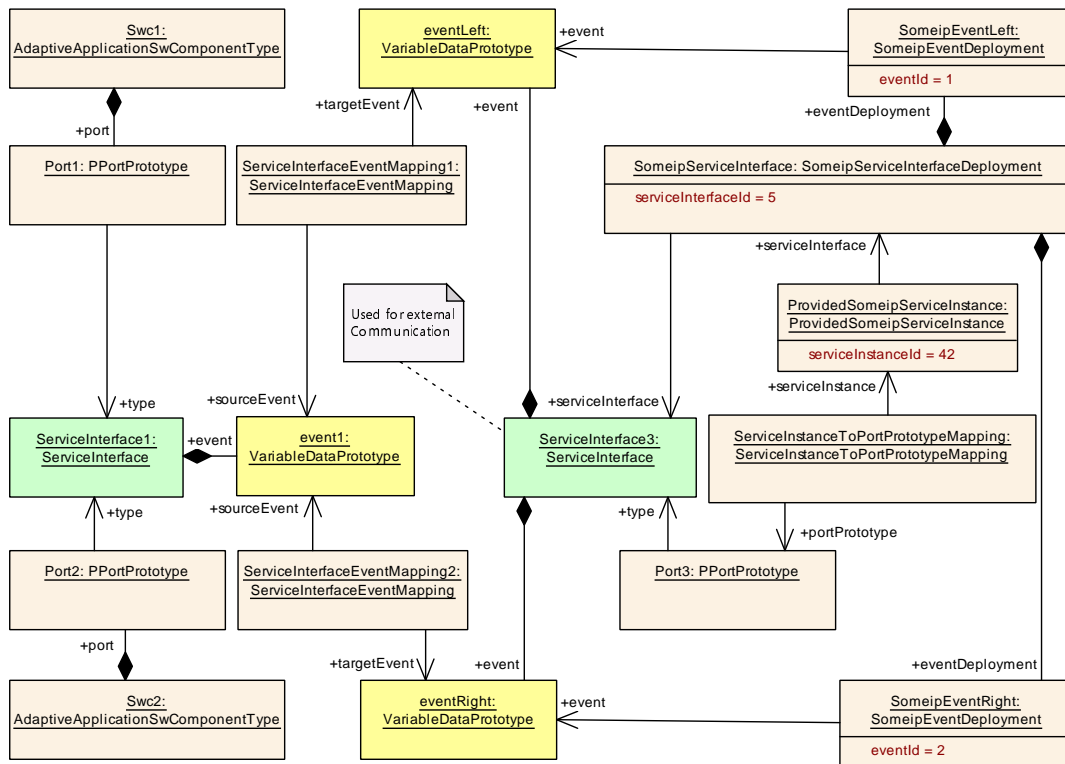 Swc1:
AdaptiveApplicationSwComponentType
eventLeft:
VariableDataPrototype
+event
SomeipEventLeft:
SomeipEventDeployment
eventId = 1
+port
+targetEvent
+event
+eventDeployment
Port1: PPortPrototype
ServiceInterfaceEventMapping1:
ServiceInterfaceEventMapping
SomeipServiceInterface: SomeipServiceInterfaceDeployment
serviceInterfaceId = 5
+serviceInterface
Used for external
Communication
ProvidedSomeipServiceInstance:
ProvidedSomeipServiceInstance
serviceInstanceId = 42
+serviceInstance
+type
+sourceEvent
+serviceInterface
ServiceInterface1:
ServiceInterface
+event
event1:
VariableDataPrototype
ServiceInterface3:
ServiceInterface
ServiceInstanceToPortPrototypeMapping:
ServiceInstanceToPortPrototypeMapping
+type
+sourceEvent
+type
+portPrototype
Port2: PPortPrototype
ServiceInterfaceEventMapping2:
ServiceInterfaceEventMapping
Port3: PPortPrototype
+port
+targetEvent
+event
+eventDeployment
Swc2:
AdaptiveApplicationSwComponentType
eventRight:
VariableDataPrototype
+event
SomeipEventRight:
SomeipEventDeployment
eventId = 2